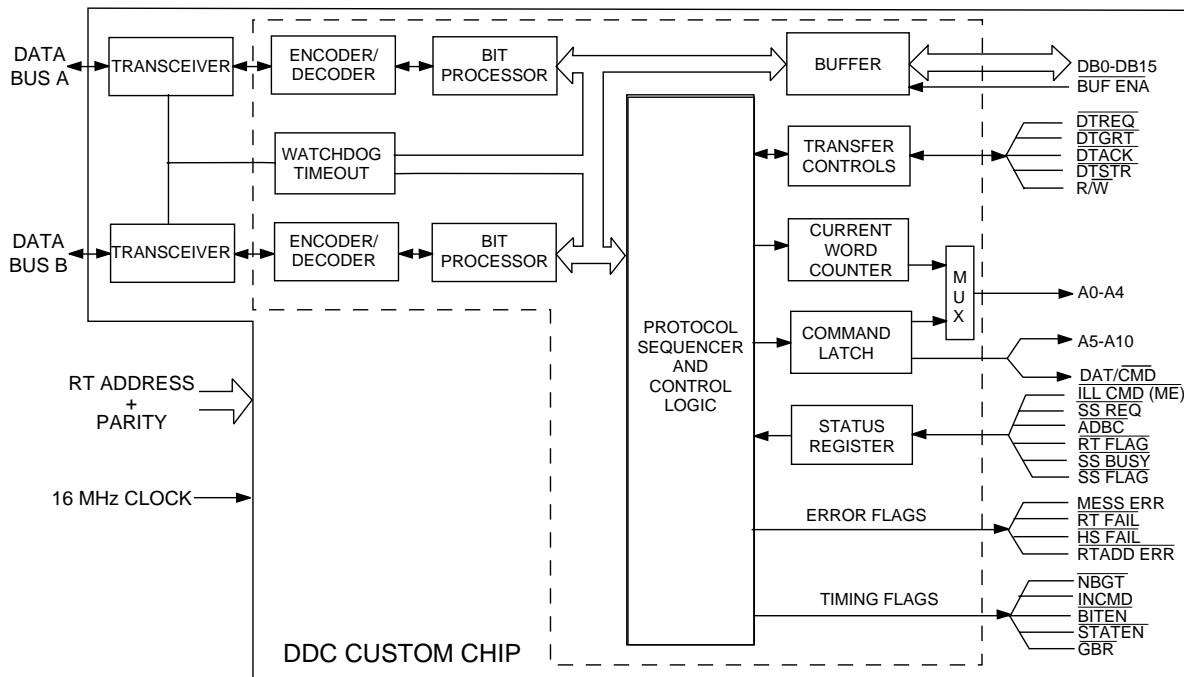 DATA
BUS A
TRANSCEIVER
ENCODER/
DECODER
BIT
PROCESSOR
BUFFER
DB0-DB15
BUF ENA
WATCHDOG
TIMEOUT
TRANSFER
CONTROLS
DTREQ
DTGRT
DTACK
DTSTR
R/W
DATA
BUS B
TRANSCEIVER
ENCODER/
DECODER
BIT
PROCESSOR
CURRENT
WORD
COUNTER
MUX
A0-A4
PROTOCOL
SEQUENCER
AND
CONTROL
LOGIC
COMMAND
LATCH
A5-A10
DAT/CMD
RT ADDRESS
+
PARITY
STATUS
REGISTER
ILL CMD (ME)
SS REQ
ADBC
RT FLAG
SS BUSY
SS FLAG
16 MHz CLOCK
ERROR FLAGS
MESS ERR
RT FAIL
HS FAIL
RTADD ERR
TIMING FLAGS
NBGT
INCMD
BITEN
STATEN
GBR
DDC CUSTOM CHIP